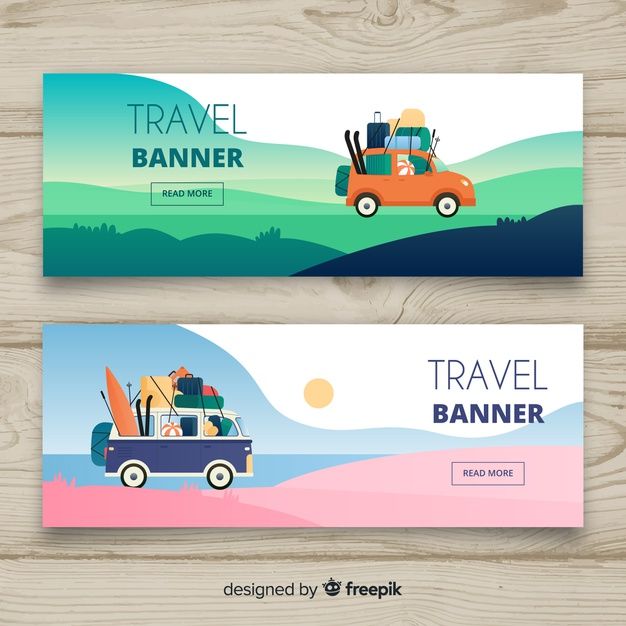 TRAVEL
BANNER
READ MORE
TRAVEL
BANNER
READ MORE
designed by freepik